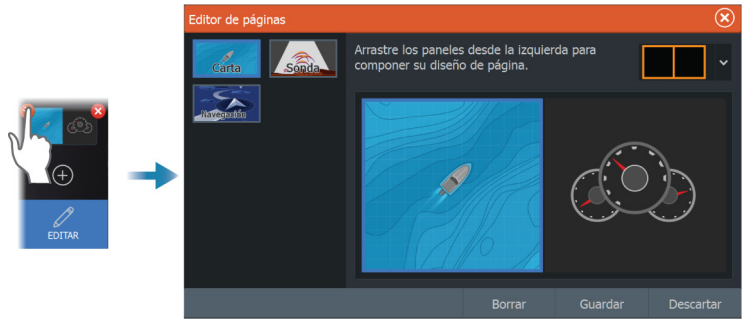 Editor de páginas
Carta
Sonda
Navegación
Arrastre los paneles desde la izquierda para
componer su diseño de página.
EDITAR
Borrar
Guardar
Descartar